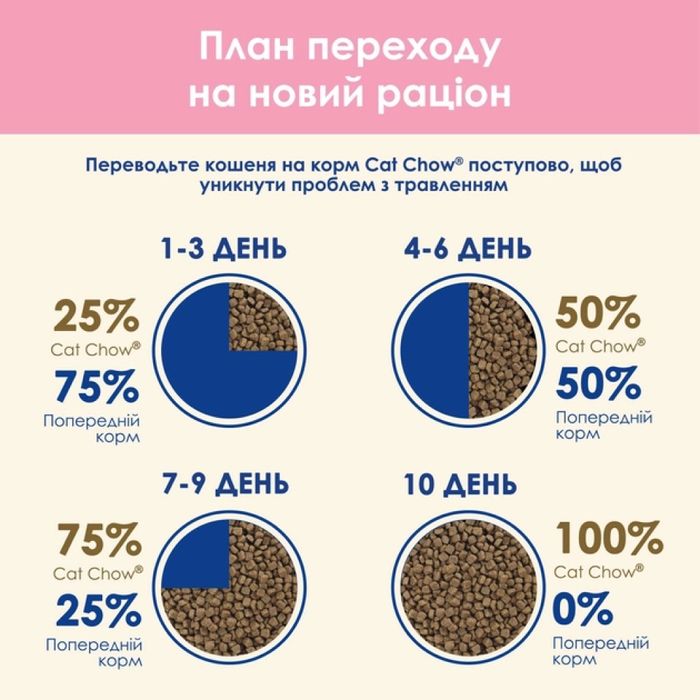 План переходу
на новий раціон
Переводьте кошеня на корм Cat Chow® поступово, щоб
уникнути проблем з травленням
1-3 ДЕНЬ
25%
Cat Chow®
75%
Попередній
корм
4-6 ДЕНЬ
50%
Cat Chow®
50%
Попередній
корм
7-9 ДЕНЬ
75%
Cat Chow®
25%
Попередній
корм
10 ДЕНЬ
100%
Cat Chow®
0%
Попередній
корм